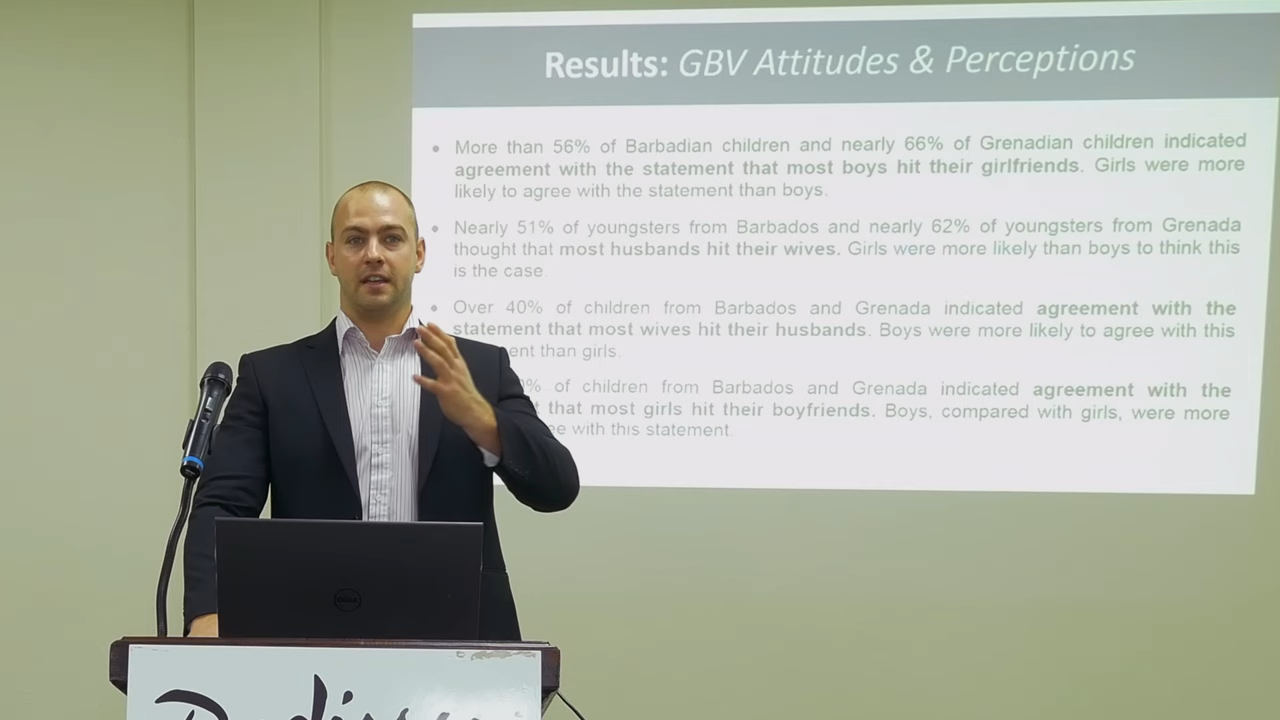 Results: GBV Attitudes & Perceptions
• More than 56% of Barbadian children and nearly 66% of Grenadian children indicated
agreement with the statement that most boys hit their girlfriends. Girls were more
likely to agree with the statement than boys.
• Nearly 51% of youngsters from Barbados and nearly 62% of youngsters from Grenada
thought that most husbands hit their wives. Girls were more likely than boys to think this
is the case.
• Over 40% of children from Barbados and Grenada indicated agreement with the
statement that most wives hit their husbands. Boys were more likely to agree with this
than girls.
of children from Barbados and Grenada indicated agreement with the
that most girls hit their boyfriends. Boys, compared with girls, were more
with this statement.
DELL